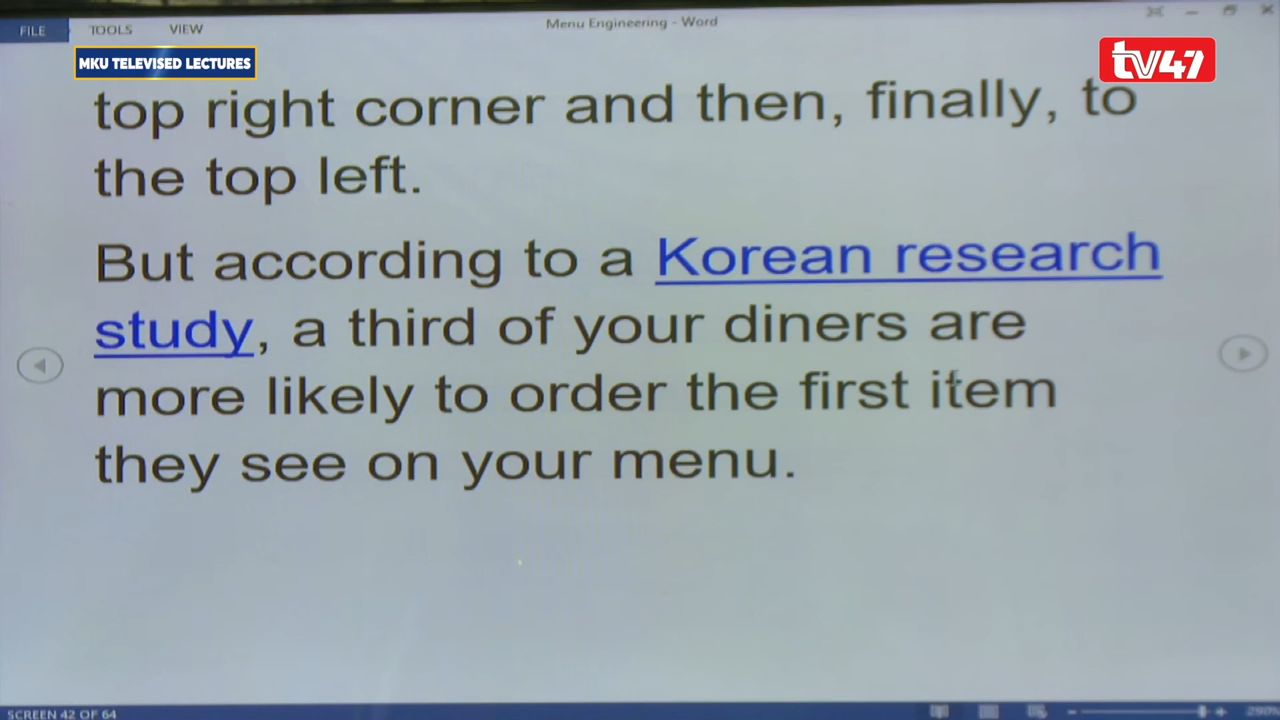 Menu Engineering - Word
FILE TOOLS VIEW
MKU TELEVISED LECTURES
tv47
top right corner and then, finally, to
the top left.
But according to a Korean research
study, a third of your diners are
more likely to order the first item
they see on your menu.
SCREEN 42 OF 64
290%